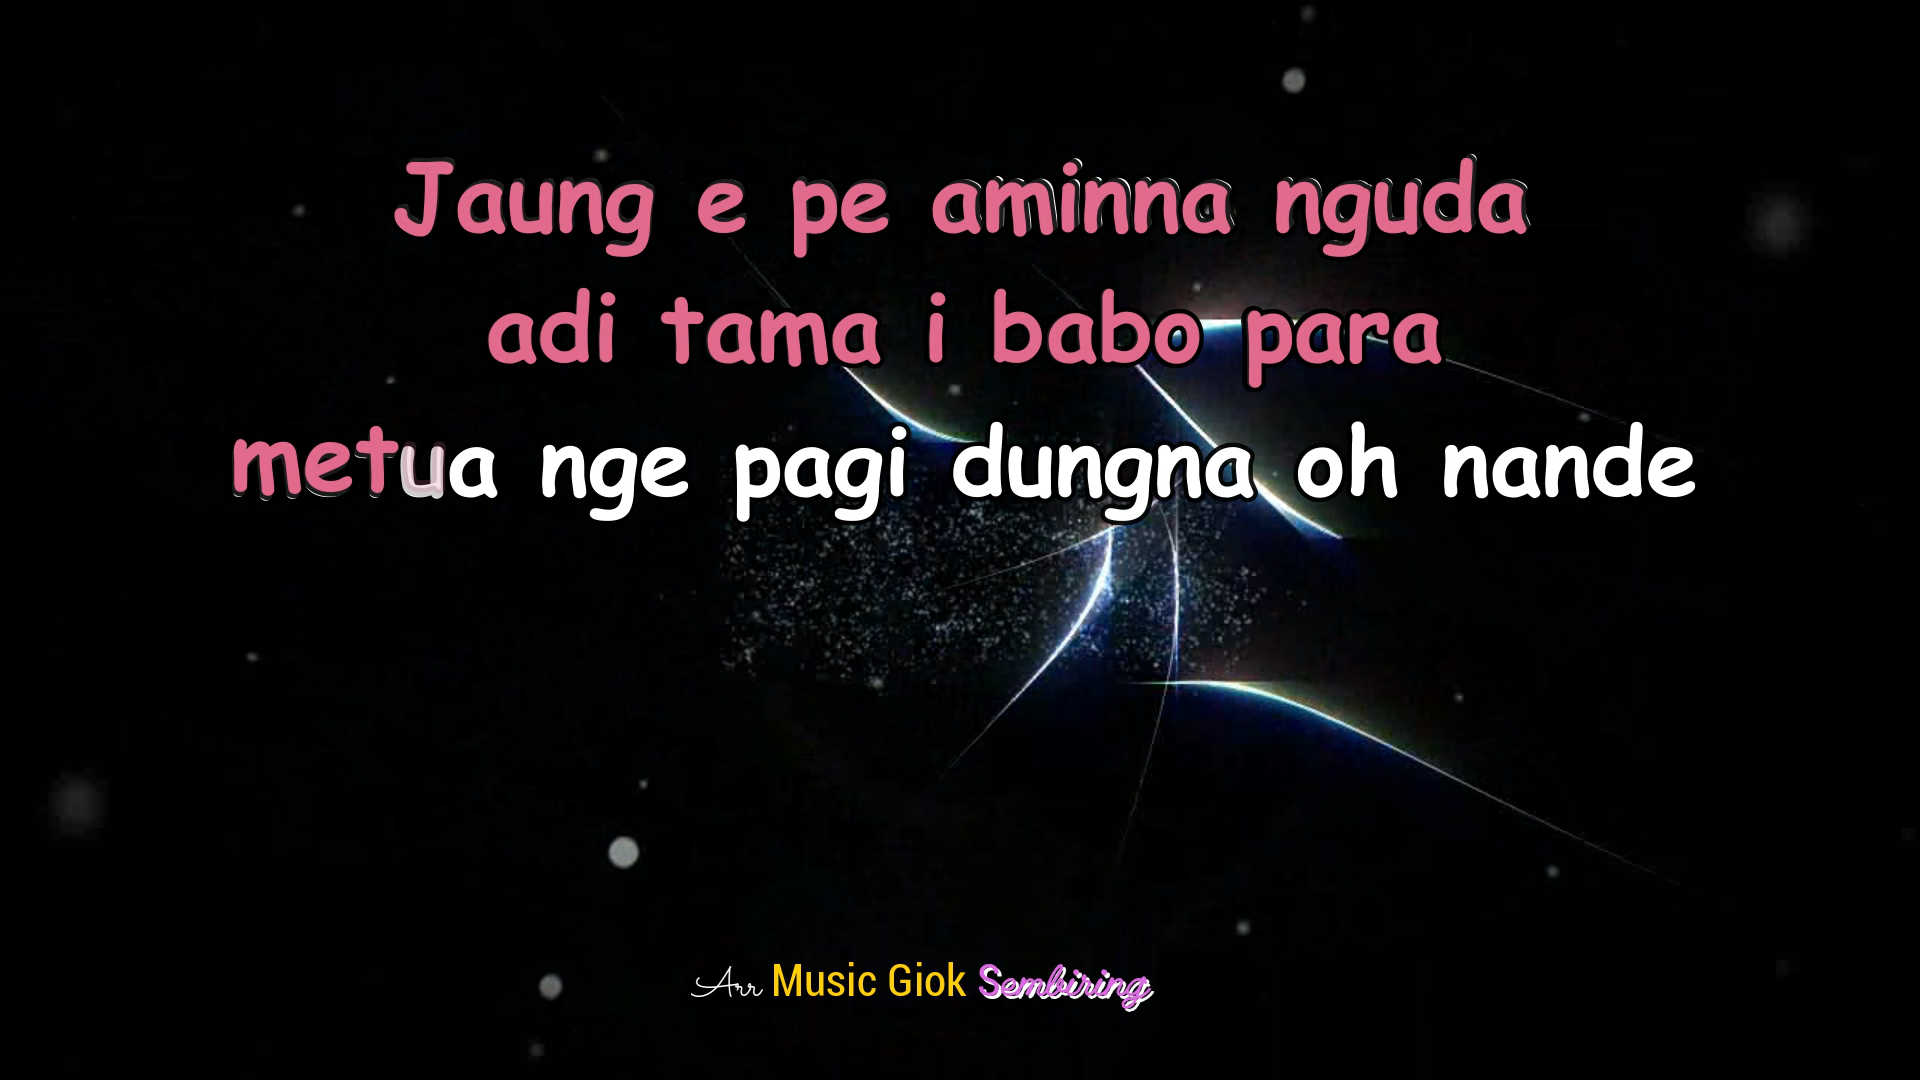 Jaung e pe aminna nguda
adi tama i babo para
metua nge pagi dungna oh nande
Arr Music Giok Sembiring